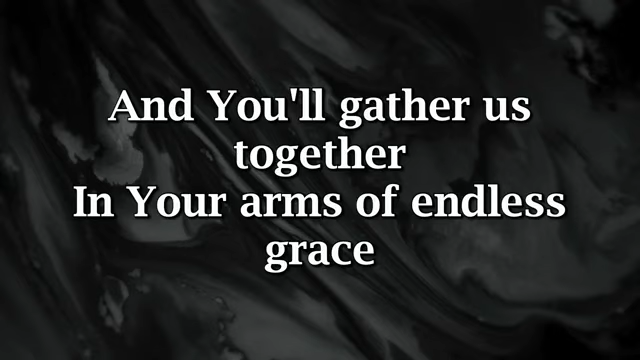 And You'll gather us
together
In Your arms of endless
grace